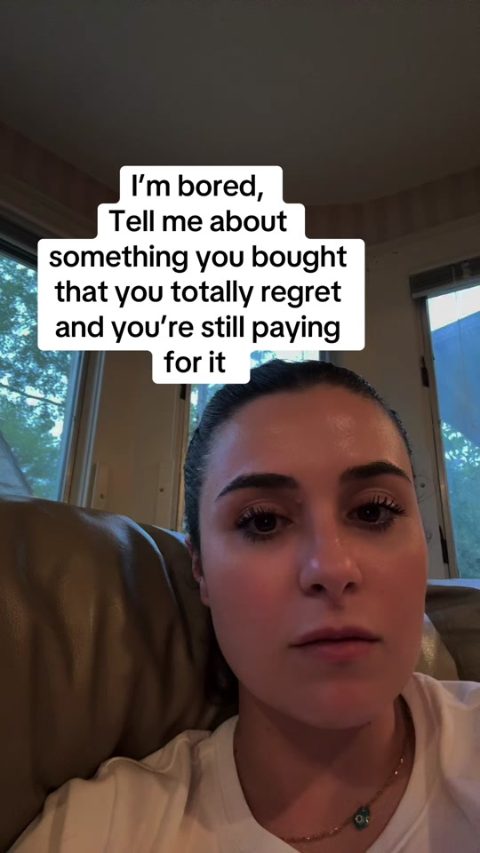 I'm bored,
Tell me about
something you bought
that you totally regret
and you're still paying
for it